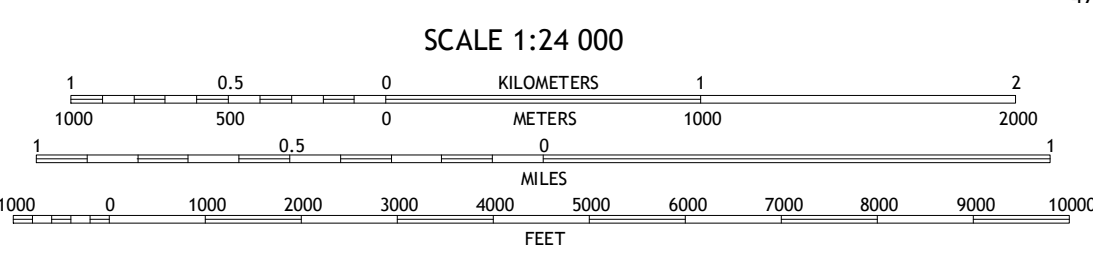 SCALE 1:24 000
1 0.5 0 KILOMETERS 1 2
1000 500 0 METERS 1000 2000
1 0.5 0 1
MILES
1000 0 1000 2000 3000 4000 5000 6000 7000 8000 9000 10000
FEET